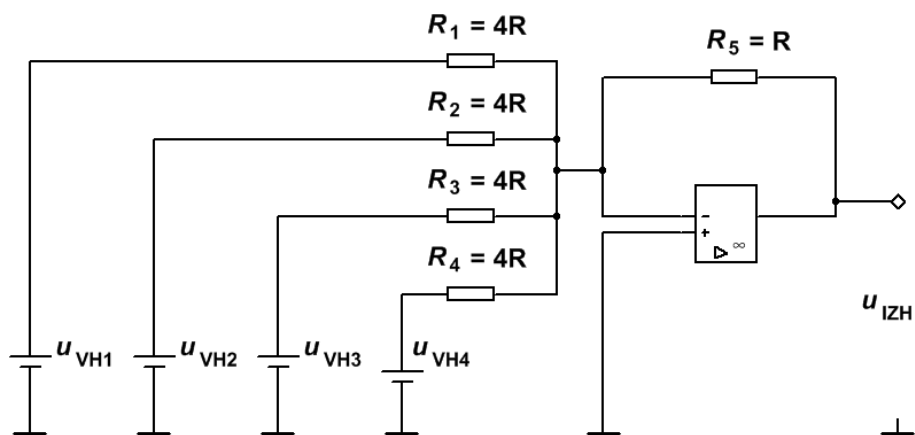 R1 = 4R
R5 = R
R2 = 4R
R3 = 4R
- ∞
+
R4 = 4R
uVH1
uVH2
uVH3
uVH4
uIZH